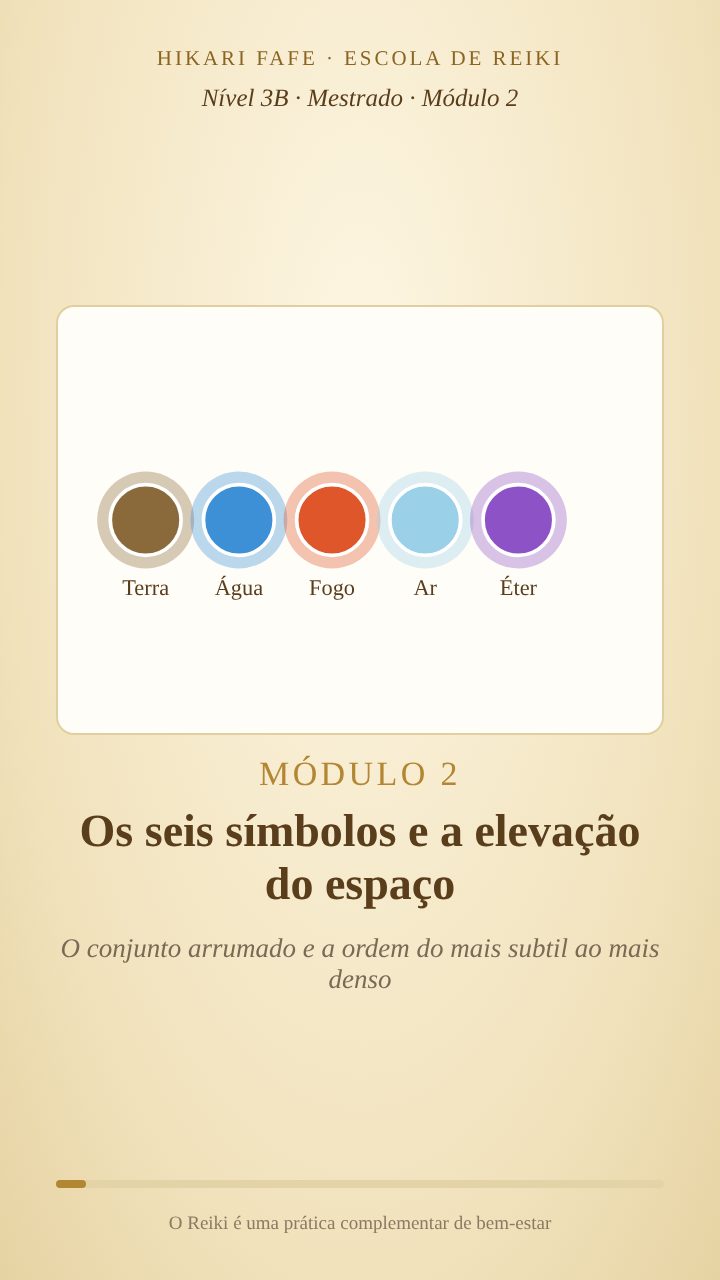 HIKARI FAFE · ESCOLA DE REIKI
Nível 3B · Mestrado · Módulo 2
Terra Água Fogo Ar Éter
MÓDULO 2
Os seis símbolos e a elevação
do espaço
O conjunto arrumado e a ordem do mais subtil ao mais
denso
O Reiki é uma prática complementar de bem-estar